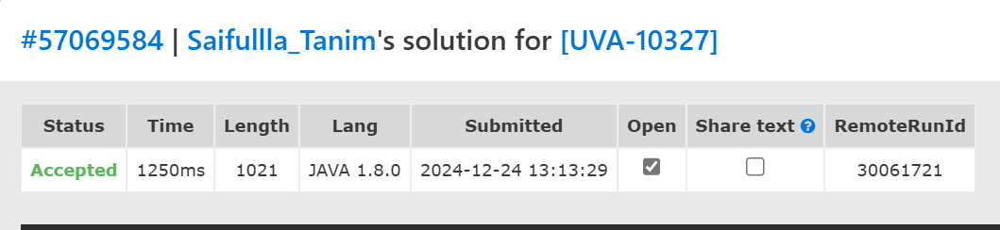 #57069584 | Saifullla_Tanim's solution for [UVA-10327]
Status Time Length Lang Submitted Open Share text ? RemoteRunId
Accepted 1250ms 1021 JAVA 1.8.0 2024-12-24 13:13:29 30061721